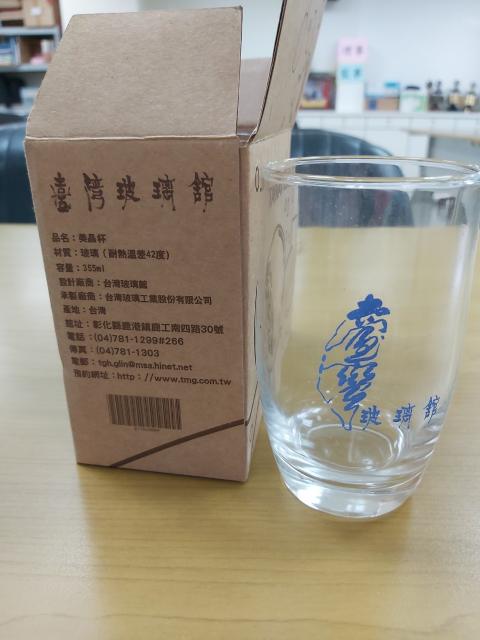 臺灣玻璃館
品名：美晶杯
材質：玻璃（耐熱溫差42度）
容量：355ml
設計廠商：台灣玻璃館
承製廠商：台灣玻璃工業股份有限公司
產地：台灣
館址：彰化縣鹿港鎮鹿工南四路30號
電話：(04)781-1299#266
傳真：(04)781-1303
電郵：tgh.glin@msa.hinet.net
預約網址：http://www.tmg.com.tw
臺灣
玻璃館